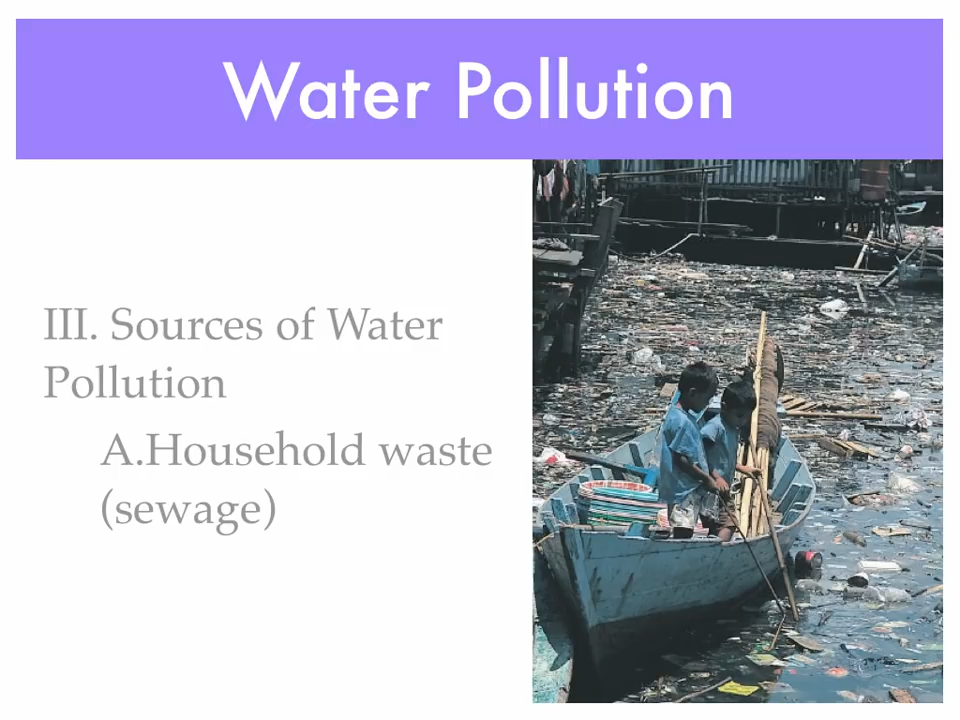 Water Pollution
III. Sources of Water
Pollution
A.Household waste
(sewage)